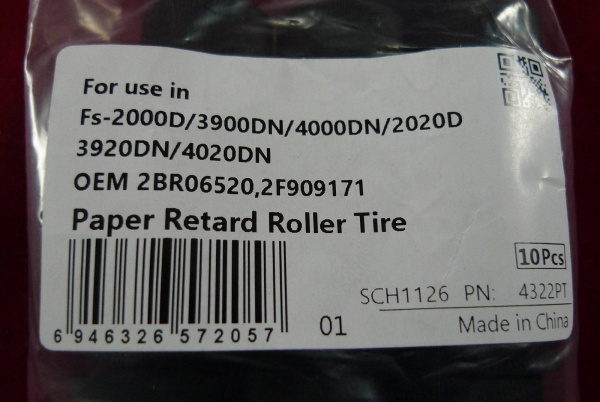 For use in
Fs-2000D/3900DN/4000DN/2020D
3920DN/4020DN
OEM 2BR06520,2F909171
Paper Retard Roller Tire
10Pcs
SCH1126 PN: 4322PT
6 946326 572057 01
Made in China